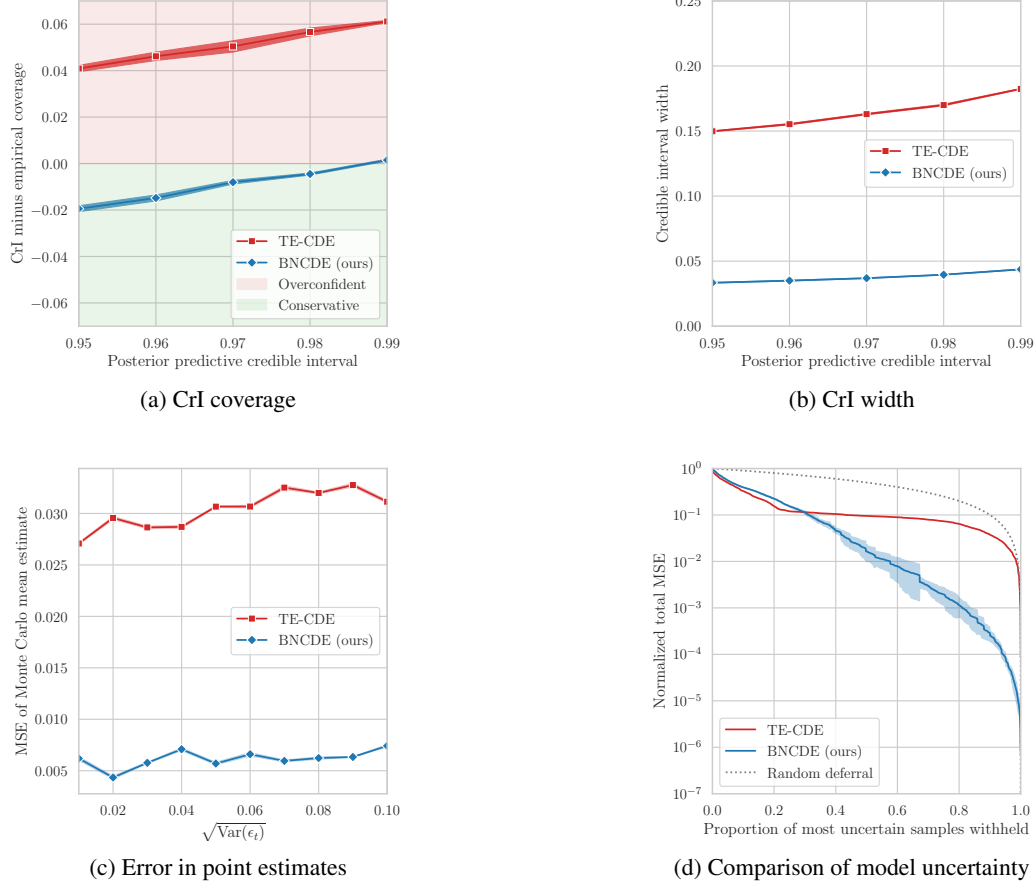 0.06
0.04
0.02
0.00
−0.02
−0.04
−0.06
CrI minus empirical coverage
TE-CDE
BNCDE (ours)
Overconfident
Conservative
0.95 0.96 0.97 0.98 0.99
Posterior predictive credible interval
(a) CrI coverage
0.25
0.20
0.15
0.10
0.05
0.00
Credible interval width
TE-CDE
BNCDE (ours)
0.95 0.96 0.97 0.98 0.99
Posterior predictive credible interval
(b) CrI width
0.030
0.025
0.020
0.015
0.010
0.005
MSE of Monte Carlo mean estimate
TE-CDE
BNCDE (ours)
0.02 0.04 0.06 0.08 0.10
√Var(ϵₜ)
(c) Error in point estimates
10⁰
10⁻¹
10⁻²
10⁻³
10⁻⁴
10⁻⁵
10⁻⁶
10⁻⁷
Normalized total MSE
TE-CDE
BNCDE (ours)
Random deferral
0.0 0.2 0.4 0.6 0.8 1.0
Proportion of most uncertain samples withheld
(d) Comparison of model uncertainty